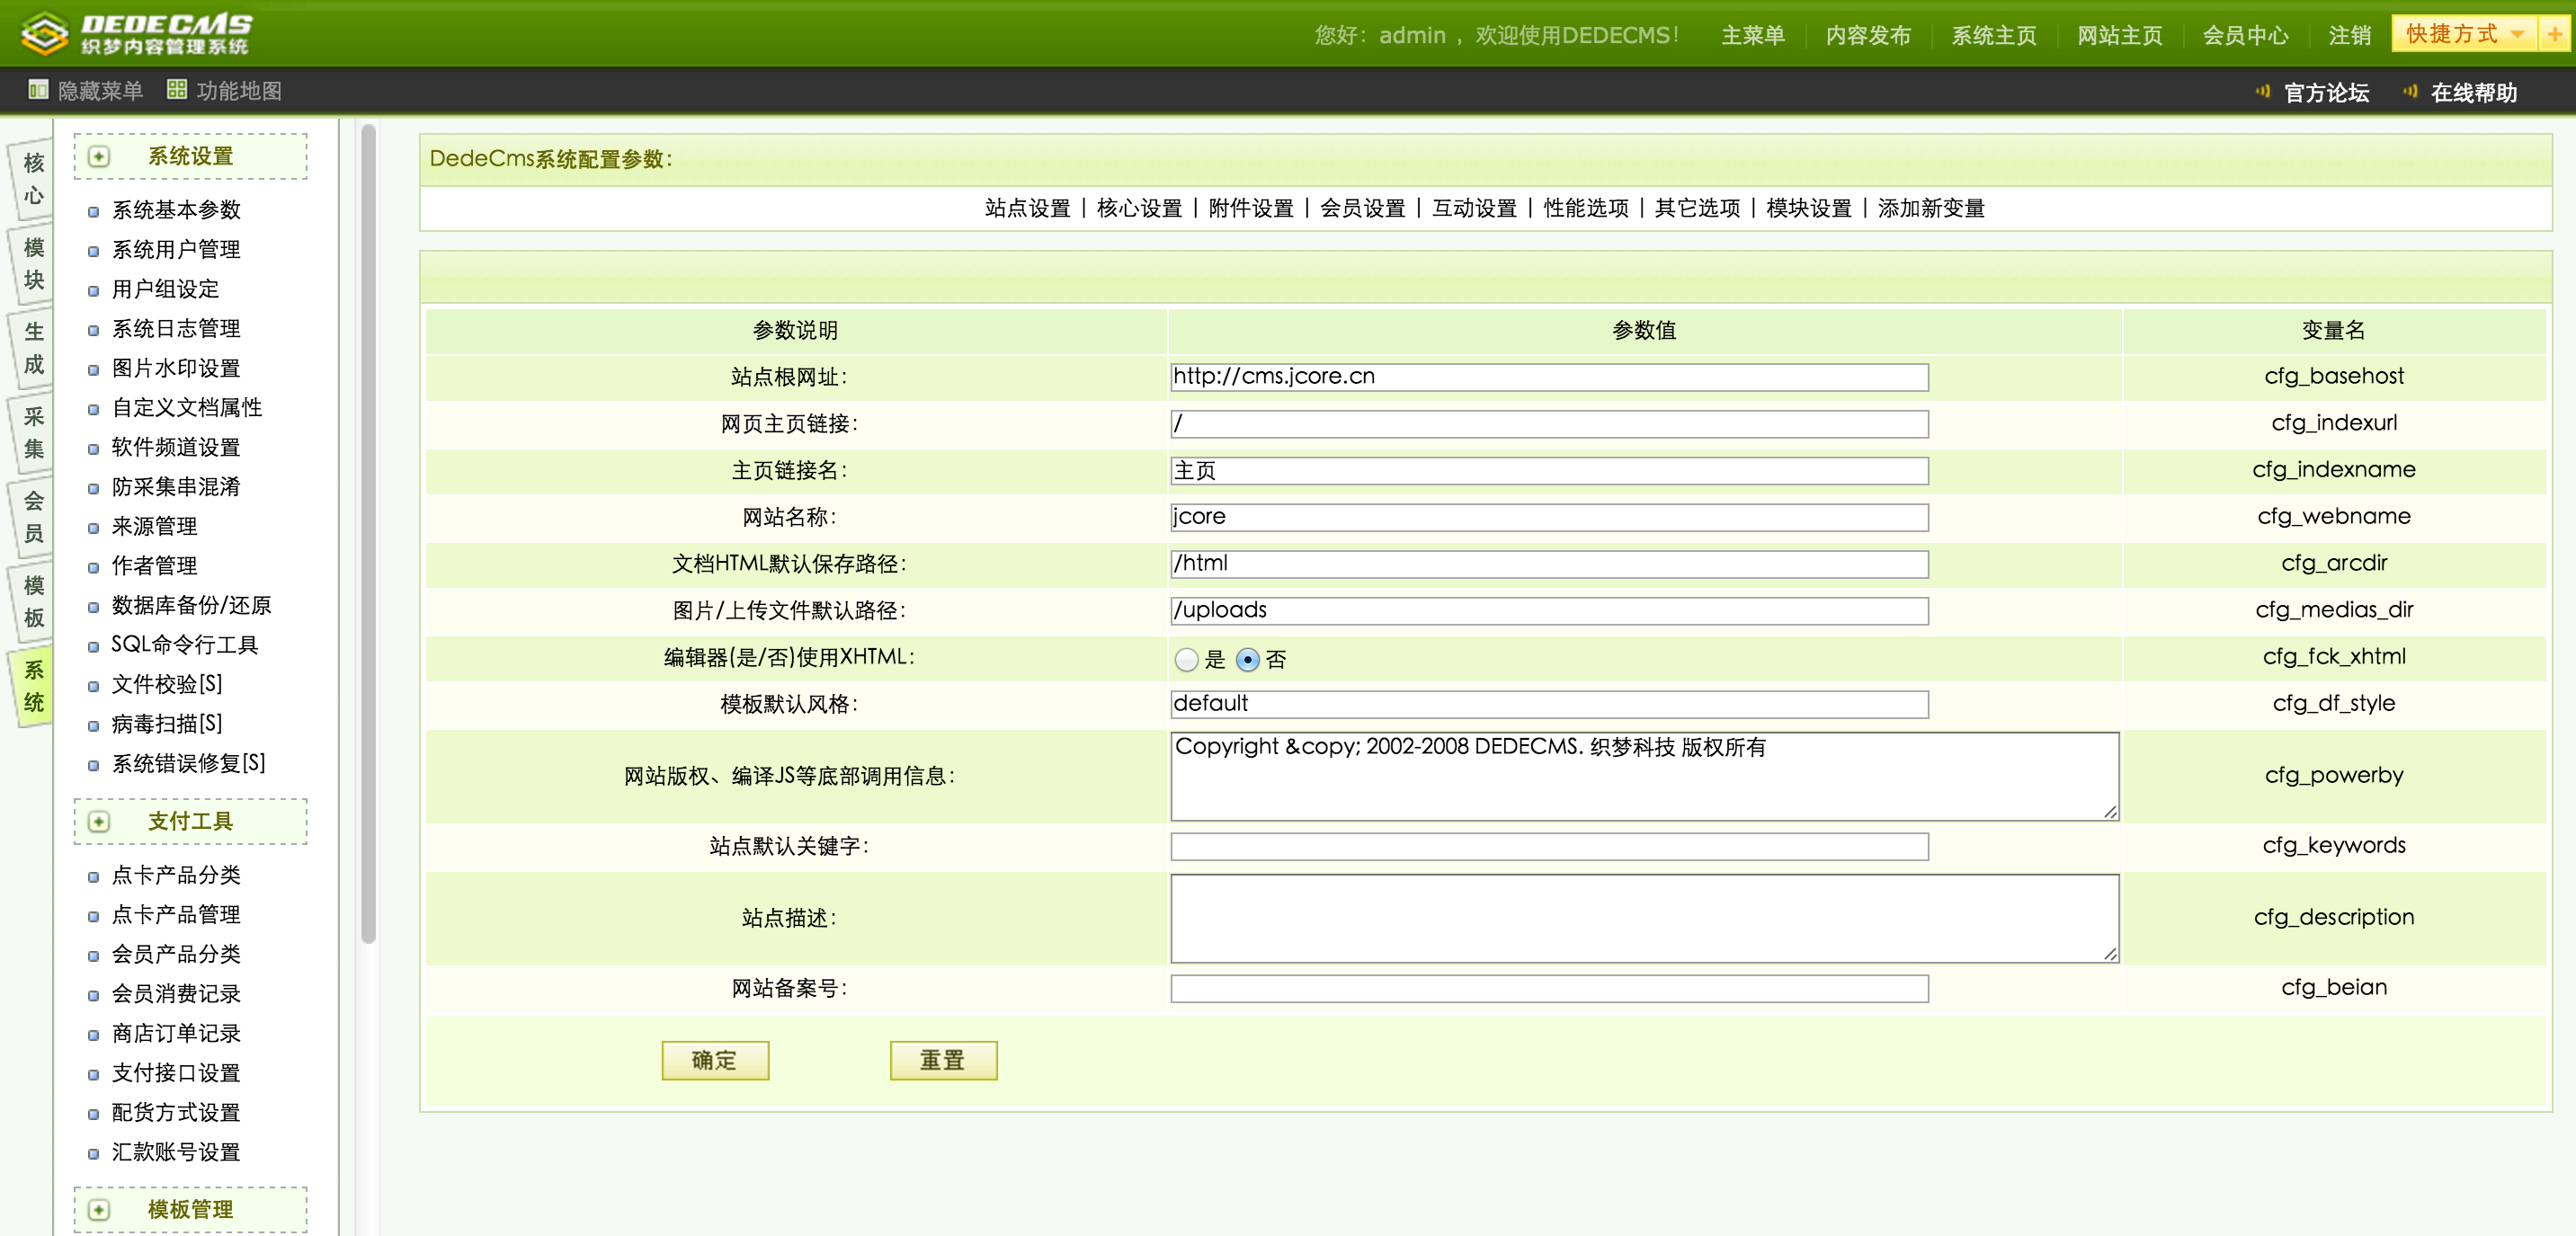 DEDECMS
织梦内容管理系统
您好：admin ，欢迎使用DEDECMS！
主菜单 内容发布 系统主页 网站主页 会员中心 注销 快捷方式
隐藏菜单 功能地图
官方论坛 在线帮助
核心
模块
生成
采集
会员
模板
系统
系统设置
系统基本参数
系统用户管理
用户组设定
系统日志管理
图片水印设置
自定义文档属性
软件频道设置
防采集串混淆
来源管理
作者管理
数据库备份/还原
SQL命令行工具
文件校验[S]
病毒扫描[S]
系统错误修复[S]
支付工具
点卡产品分类
点卡产品管理
会员产品分类
会员消费记录
商店订单记录
支付接口设置
配货方式设置
汇款账号设置
模板管理
DedeCms系统配置参数：
站点设置 | 核心设置 | 附件设置 | 会员设置 | 互动设置 | 性能选项 | 其它选项 | 模块设置 | 添加新变量
参数说明 参数值 变量名
站点根网址： http://cms.jcore.cn cfg_basehost
网页主页链接： / cfg_indexurl
主页链接名： 主页 cfg_indexname
网站名称： jcore cfg_webname
文档HTML默认保存路径： /html cfg_arcdir
图片/上传文件默认路径： /uploads cfg_medias_dir
编辑器(是/否)使用XHTML： 是 否 cfg_fck_xhtml
模板默认风格： default cfg_df_style
网站版权、编译JS等底部调用信息： Copyright &copy; 2002-2008 DEDECMS. 织梦科技 版权所有 cfg_powerby
站点默认关键字： cfg_keywords
站点描述： cfg_description
网站备案号： cfg_beian
确定 重置